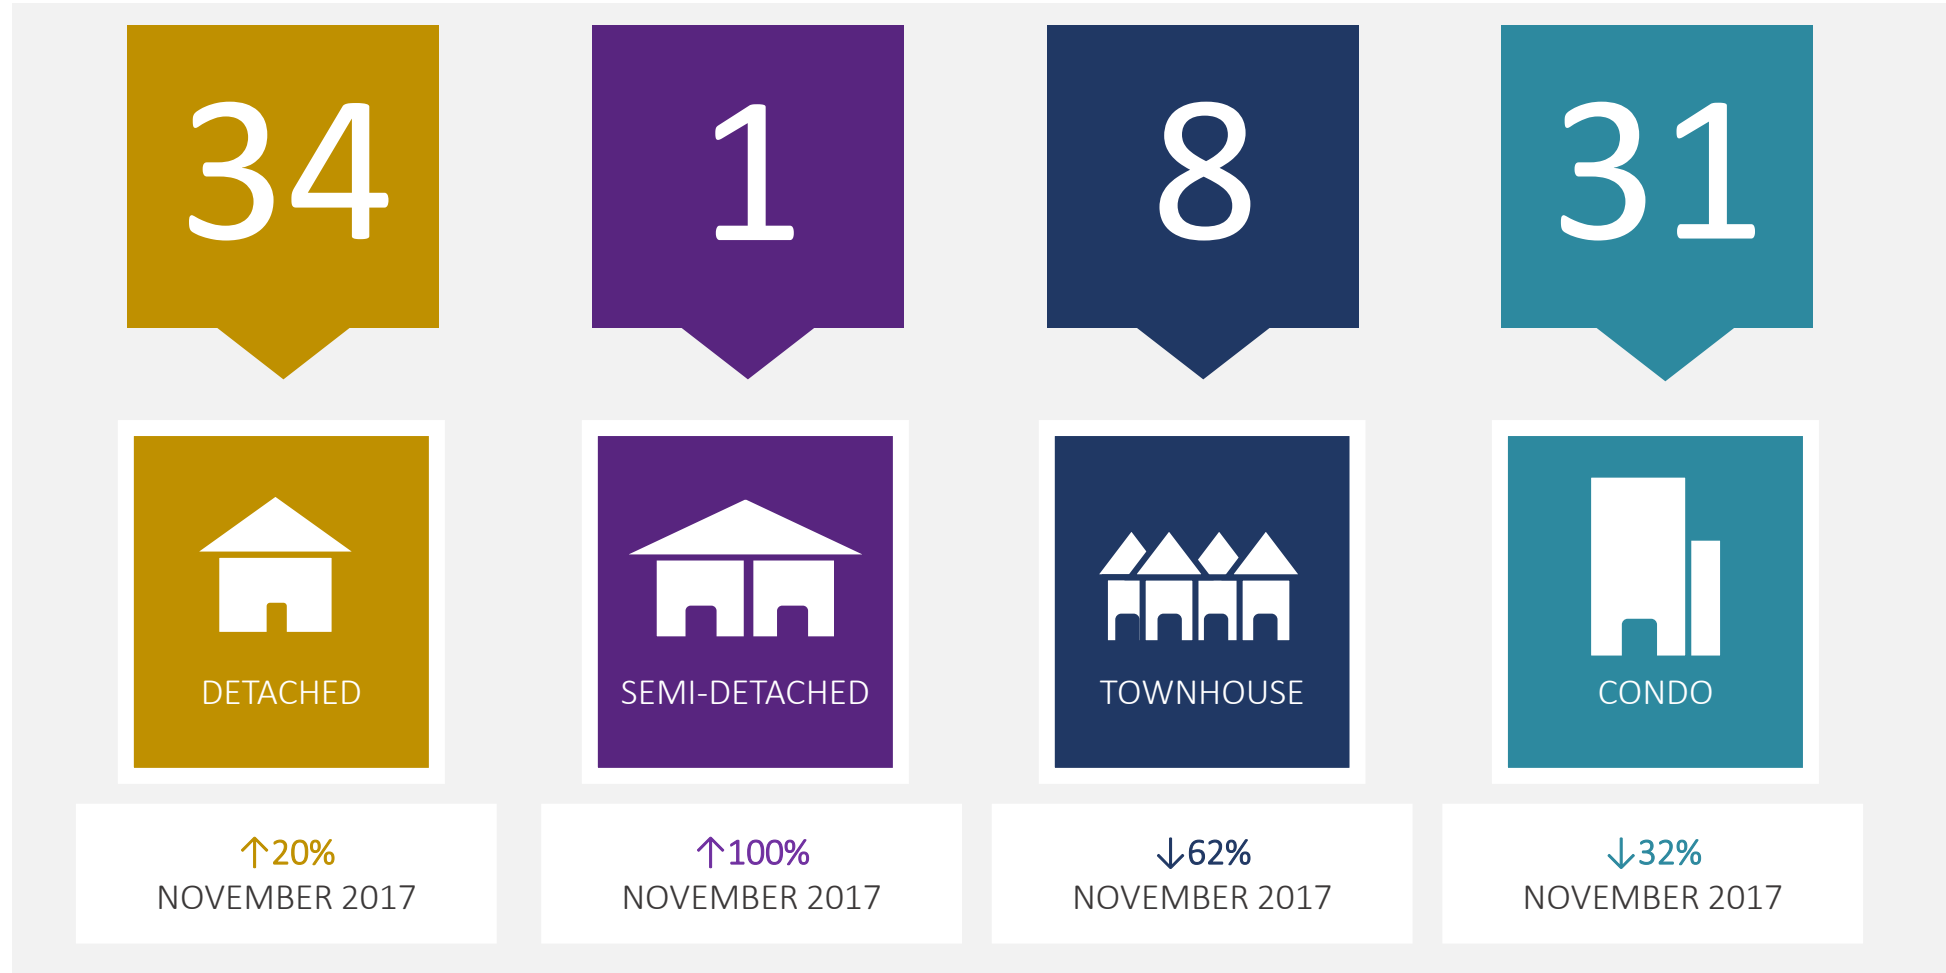 34
1
8
31
DETACHED
SEMI-DETACHED
TOWNHOUSE
CONDO
↑20%
NOVEMBER 2017
↑100%
NOVEMBER 2017
↓62%
NOVEMBER 2017
↓32%
NOVEMBER 2017